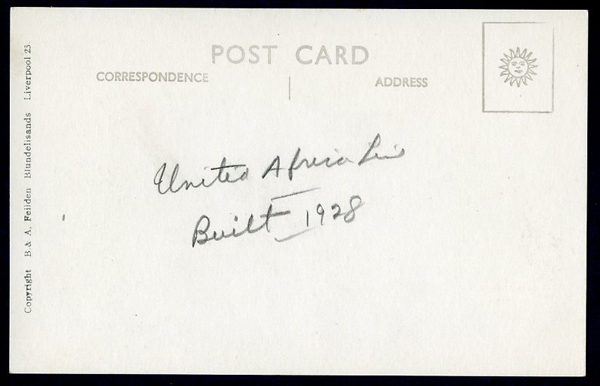 POST CARD
CORRESPONDENCE
ADDRESS
United Africa Line
Built 1928
Copyright B. & A. Feilden Blundellsands Liverpool 23.